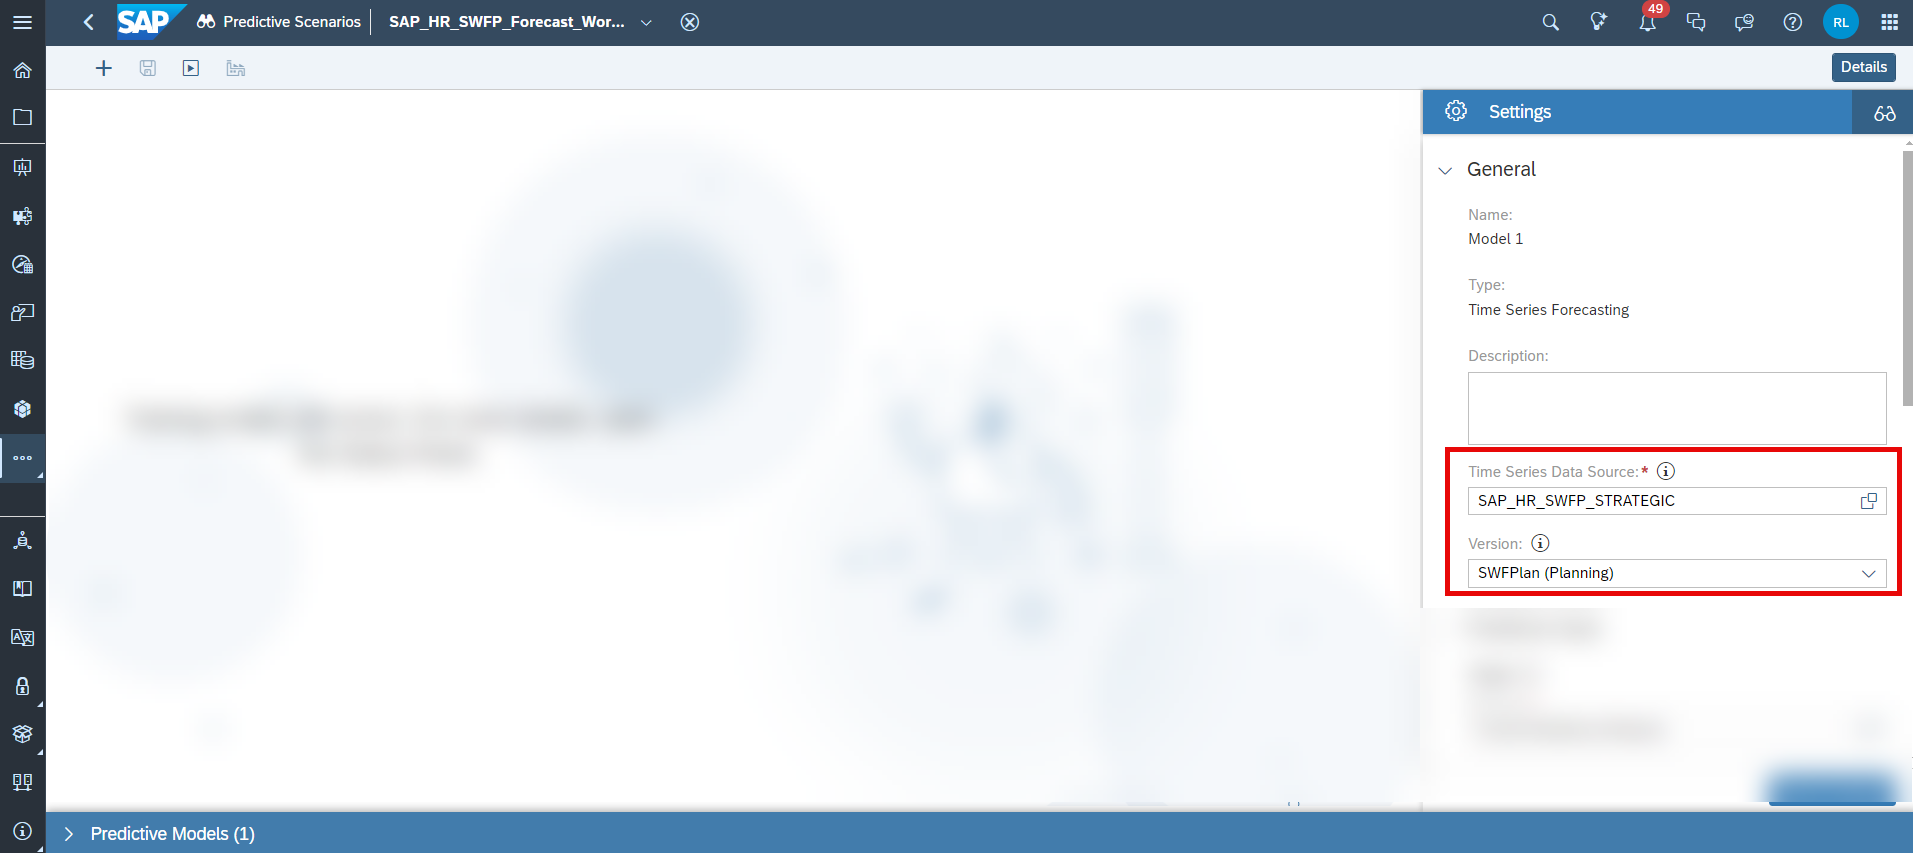 SAP Predictive Scenarios SAP_HR_SWFP_Forecast_Wor... 49 RL
Details
Settings
General
Name:
Model 1
Type:
Time Series Forecasting
Description:
Time Series Data Source:*
SAP_HR_SWFP_STRATEGIC
Version:
SWFPlan (Planning)
Predictive Models (1)